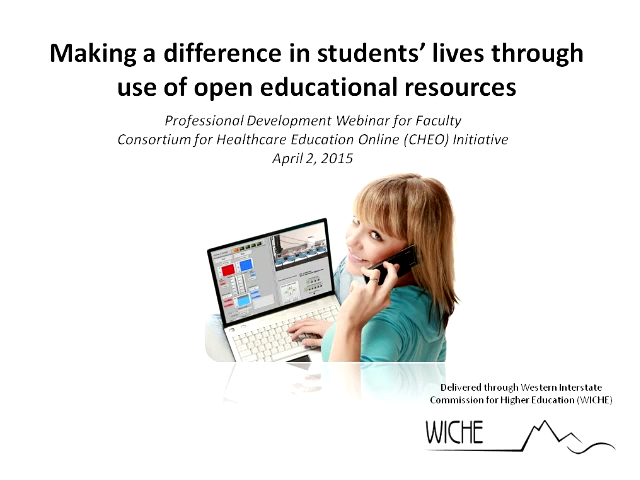 Making a difference in students’ lives through
use of open educational resources
Professional Development Webinar for Faculty
Consortium for Healthcare Education Online (CHEO) Initiative
April 2, 2015
Delivered through Western Interstate
Commission for Higher Education (WICHE)
WICHE